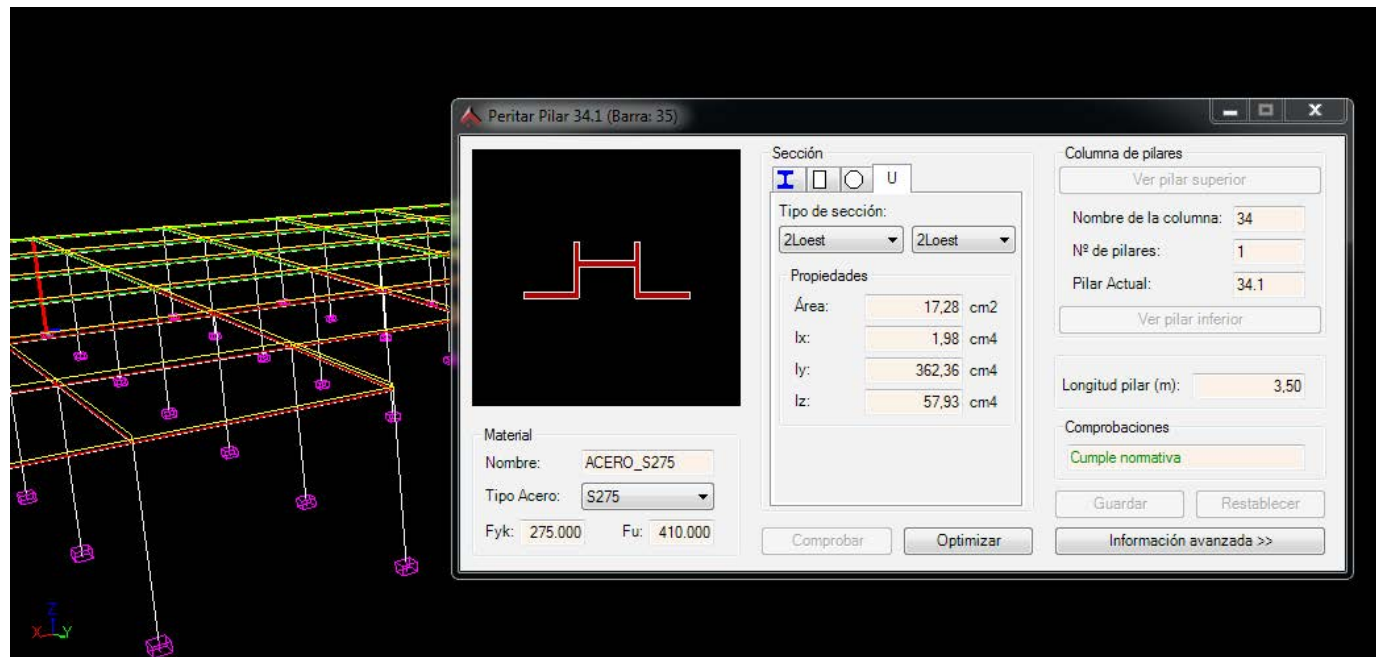 Peritar Pilar 34.1 (Barra: 35)
Sección
U
Tipo de sección:
2Loest 2Loest
Propiedades
Área: 17,28 cm2
Ix: 1,98 cm4
Iy: 362,36 cm4
Iz: 57,93 cm4
Material
Nombre: ACERO_S275
Tipo Acero: S275
Fyk: 275.000 Fu: 410.000
Comprobar Optimizar
Columna de pilares
Ver pilar superior
Nombre de la columna: 34
Nº de pilares: 1
Pilar Actual: 34.1
Ver pilar inferior
Longitud pilar (m): 3,50
Comprobaciones
Cumple normativa
Guardar Restablecer
Información avanzada >>
Z
X Y